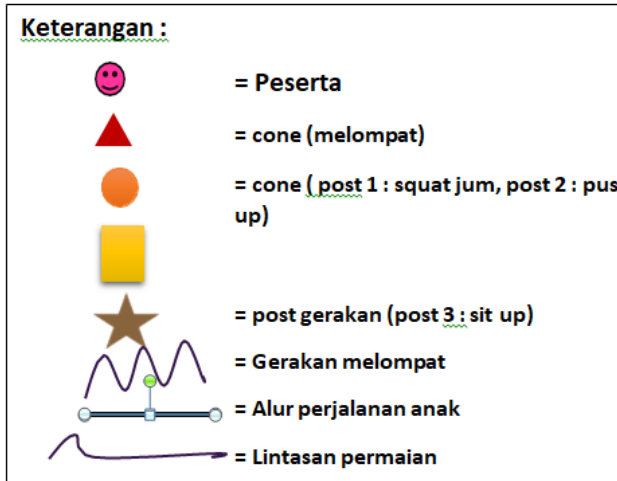 Keterangan :
= Peserta
= cone (melompat)
= cone ( post 1 : squat jum, post 2 : pus
up)
= post gerakan (post 3 : sit up)
= Gerakan melompat
= Alur perjalanan anak
= Lintasan permaian